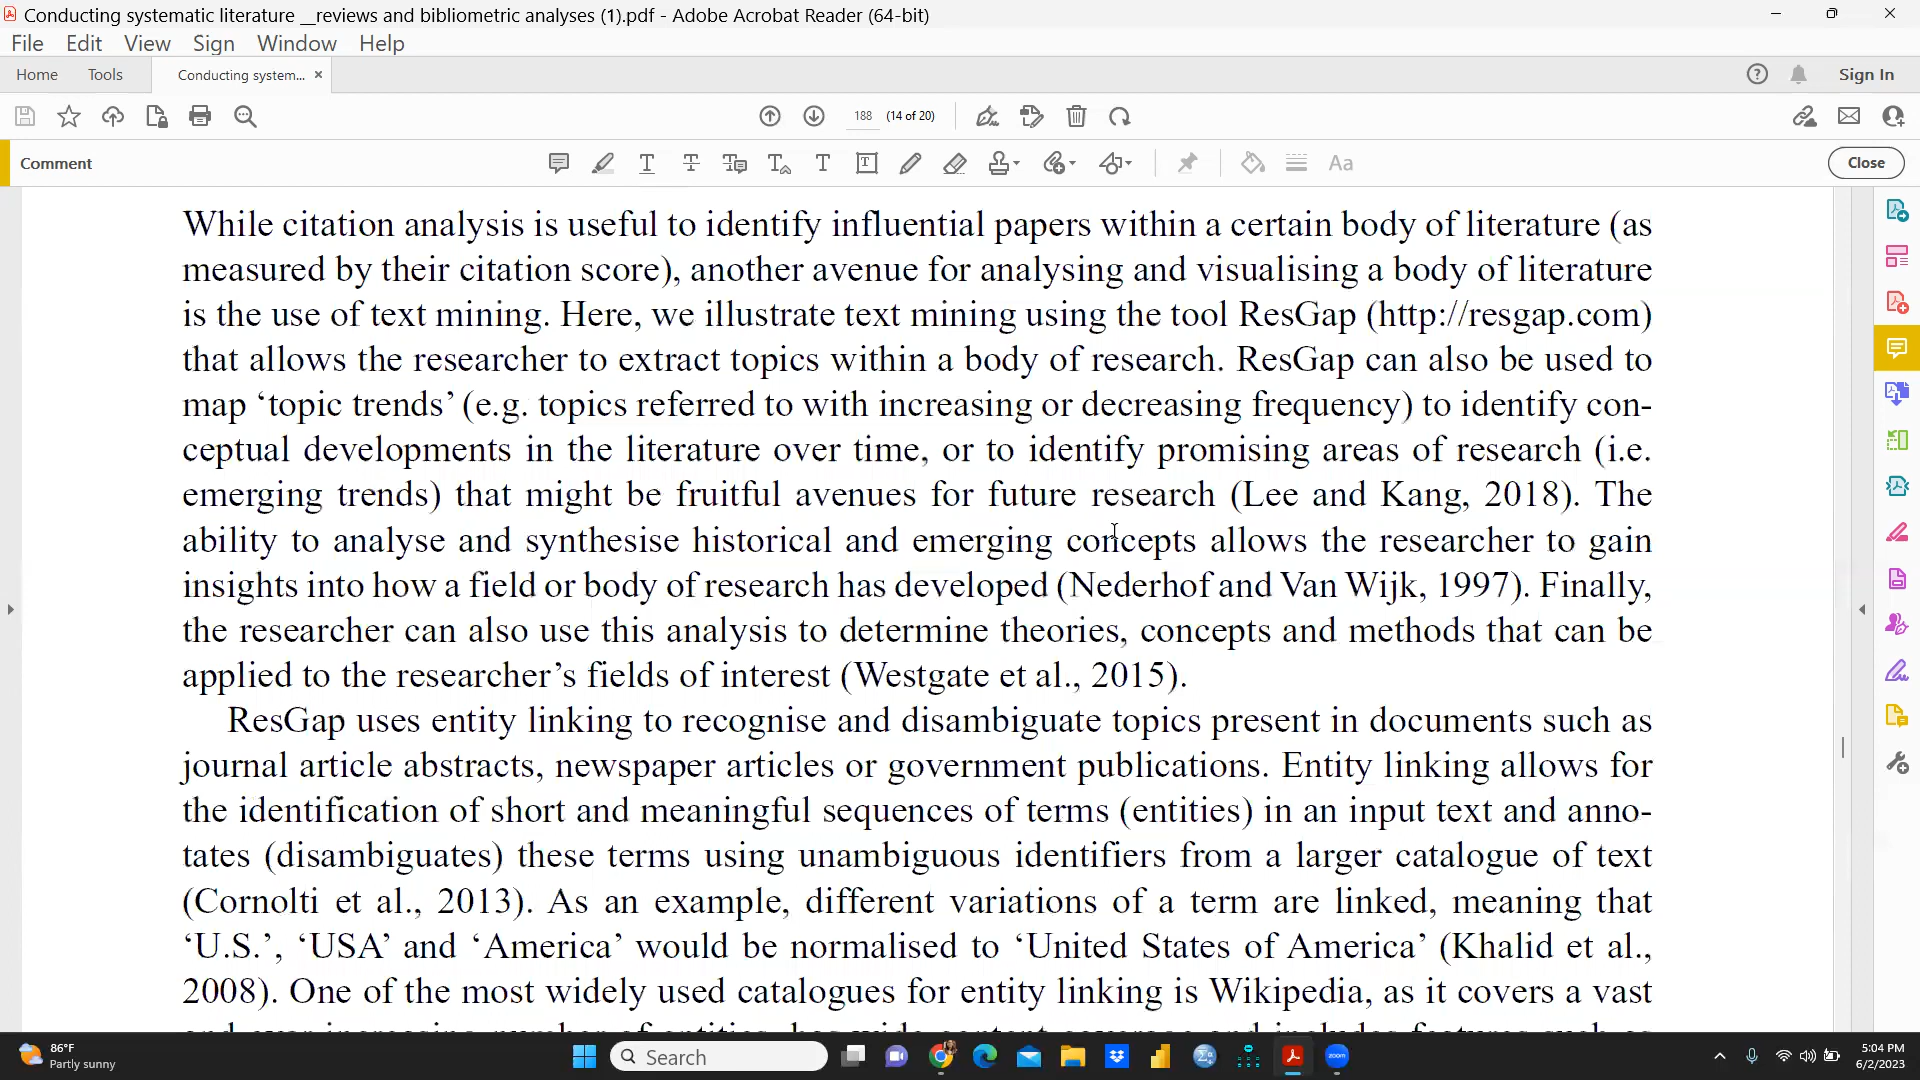 Conducting systematic literature __reviews and bibliometric analyses (1).pdf - Adobe Acrobat Reader (64-bit)
File Edit View Sign Window Help
Home Tools Conducting system... × Sign In
188 (14 of 20)
Comment Close
While citation analysis is useful to identify influential papers within a certain body of literature (as
measured by their citation score), another avenue for analysing and visualising a body of literature
is the use of text mining. Here, we illustrate text mining using the tool ResGap (http://resgap.com)
that allows the researcher to extract topics within a body of research. ResGap can also be used to
map ‘topic trends’ (e.g. topics referred to with increasing or decreasing frequency) to identify con-
ceptual developments in the literature over time, or to identify promising areas of research (i.e.
emerging trends) that might be fruitful avenues for future research (Lee and Kang, 2018). The
ability to analyse and synthesise historical and emerging concepts allows the researcher to gain
insights into how a field or body of research has developed (Nederhof and Van Wijk, 1997). Finally,
the researcher can also use this analysis to determine theories, concepts and methods that can be
applied to the researcher’s fields of interest (Westgate et al., 2015).
ResGap uses entity linking to recognise and disambiguate topics present in documents such as
journal article abstracts, newspaper articles or government publications. Entity linking allows for
the identification of short and meaningful sequences of terms (entities) in an input text and anno-
tates (disambiguates) these terms using unambiguous identifiers from a larger catalogue of text
(Cornolti et al., 2013). As an example, different variations of a term are linked, meaning that
‘U.S.’, ‘USA’ and ‘America’ would be normalised to ‘United States of America’ (Khalid et al.,
2008). One of the most widely used catalogues for entity linking is Wikipedia, as it covers a vast
86°F
Partly sunny
Search
zoom
5:04 PM
6/2/2023